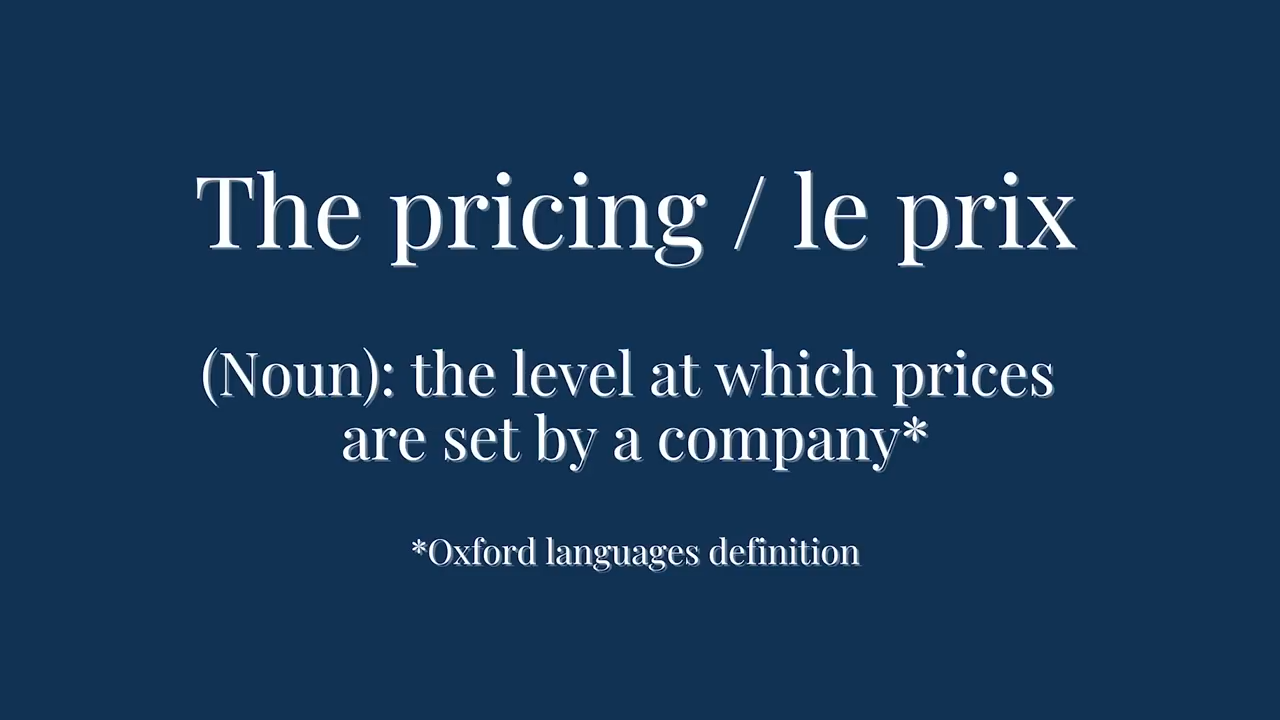 The pricing / le prix
(Noun): the level at which prices
are set by a company*
*Oxford languages definition